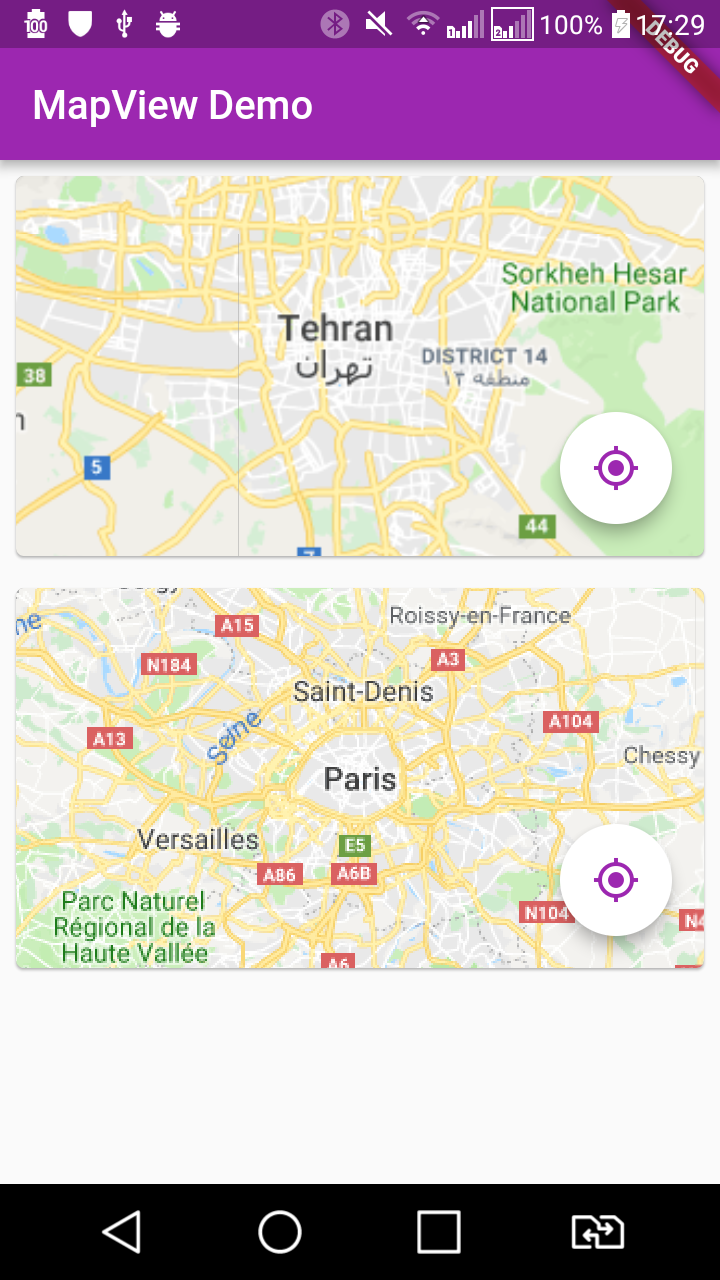 100
1
2
100%
17:29
DEBUG
MapView Demo
Sorkheh Hesar
National Park
Tehran
تهران
DISTRICT 14
منطقه ۱۴
38
5
44
7
Roissy-en-France
A15
A3
N184
Saint-Denis
Seine
A104
A13
Chessy
Paris
Versailles
E5
A86
A6B
Parc Naturel
Régional de la
Haute Vallée
N104
A6